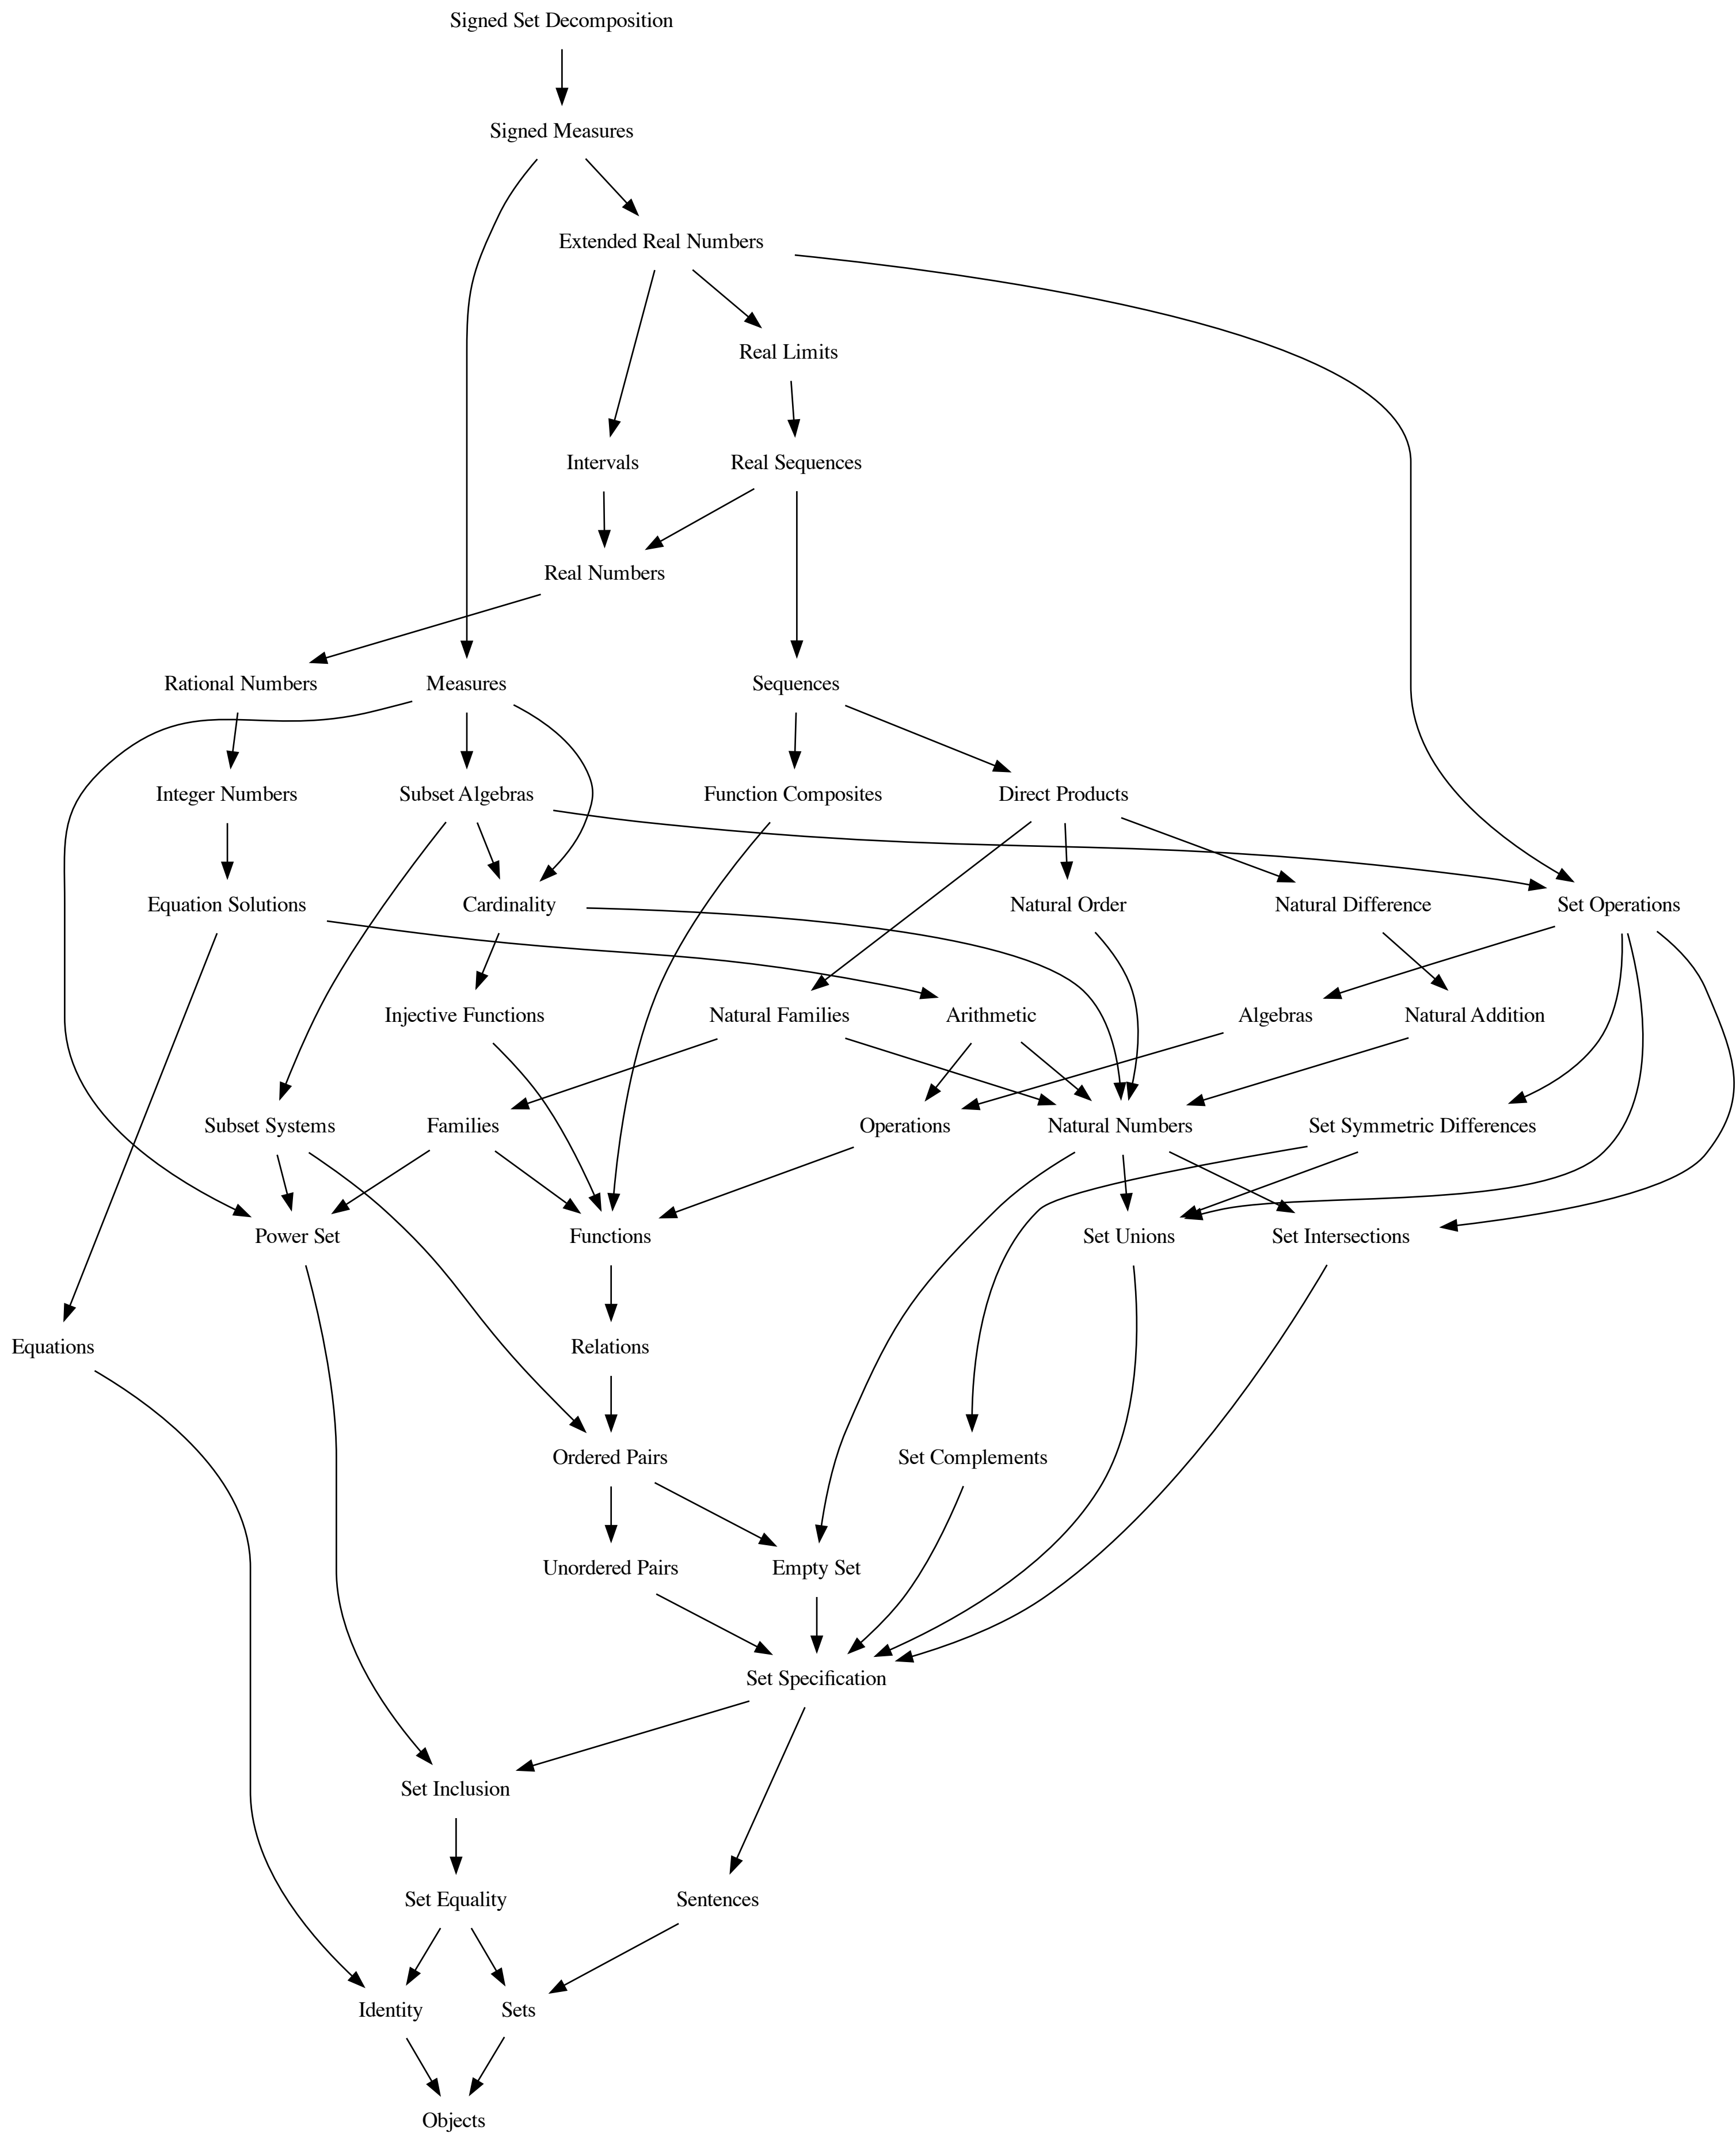 Signed Set Decomposition
Signed Measures
Extended Real Numbers
Real Limits
Intervals
Real Sequences
Real Numbers
Rational Numbers
Measures
Sequences
Integer Numbers
Subset Algebras
Function Composites
Direct Products
Equation Solutions
Cardinality
Natural Order
Natural Difference
Set Operations
Injective Functions
Natural Families
Arithmetic
Algebras
Natural Addition
Subset Systems
Families
Operations
Natural Numbers
Set Symmetric Differences
Power Set
Functions
Set Unions
Set Intersections
Equations
Relations
Ordered Pairs
Set Complements
Unordered Pairs
Empty Set
Set Specification
Set Inclusion
Set Equality
Sentences
Identity
Sets
Objects